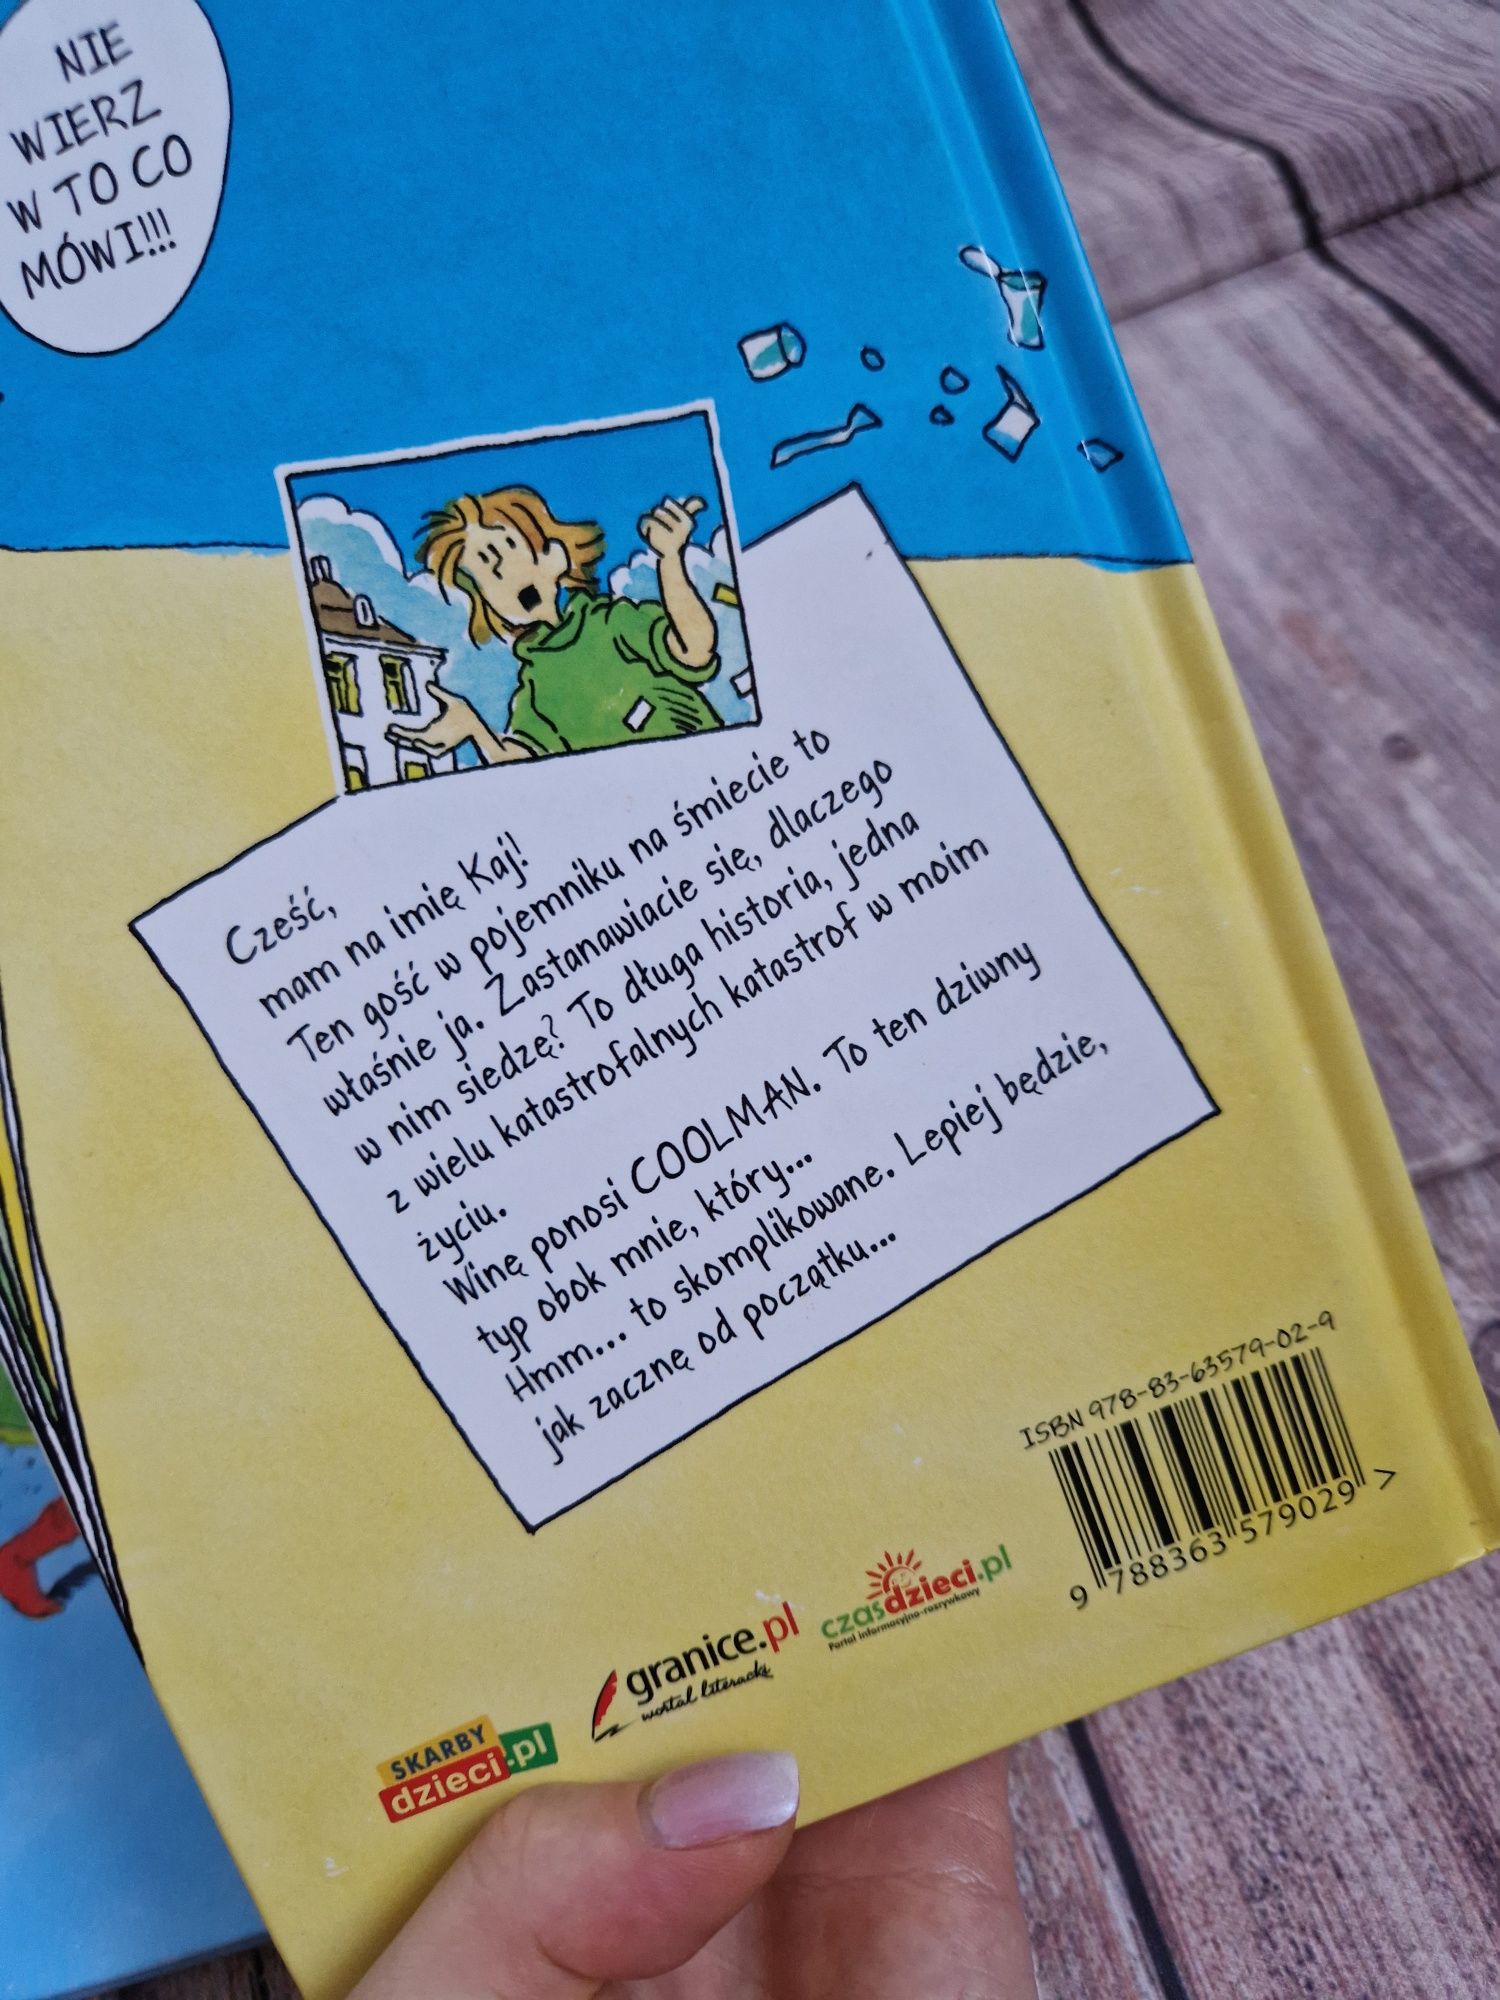 NIE
WIERZ
W TO CO
MÓWI!!!
Cześć,
mam na imię Kaj!
Ten gość w pojemniku na śmiecie to
właśnie ja. Zastanawiacie się, dlaczego
w nim siedzę? To długa historia, jedna
z wielu katastrofalnych katastrof w moim
życiu.
Winę ponosi COOLMAN. To ten dziwny
typ obok mnie, który...
Hmm... to skomplikowane. Lepiej będzie,
jak zacznę od początku...
ISBN 978-83-63579-02-9
9 788363 579029 >
SKARBY
dzieci.pl
granice.pl
wortal literacki
czasdzieci.pl
Portal informacyjno-rozrywkowy